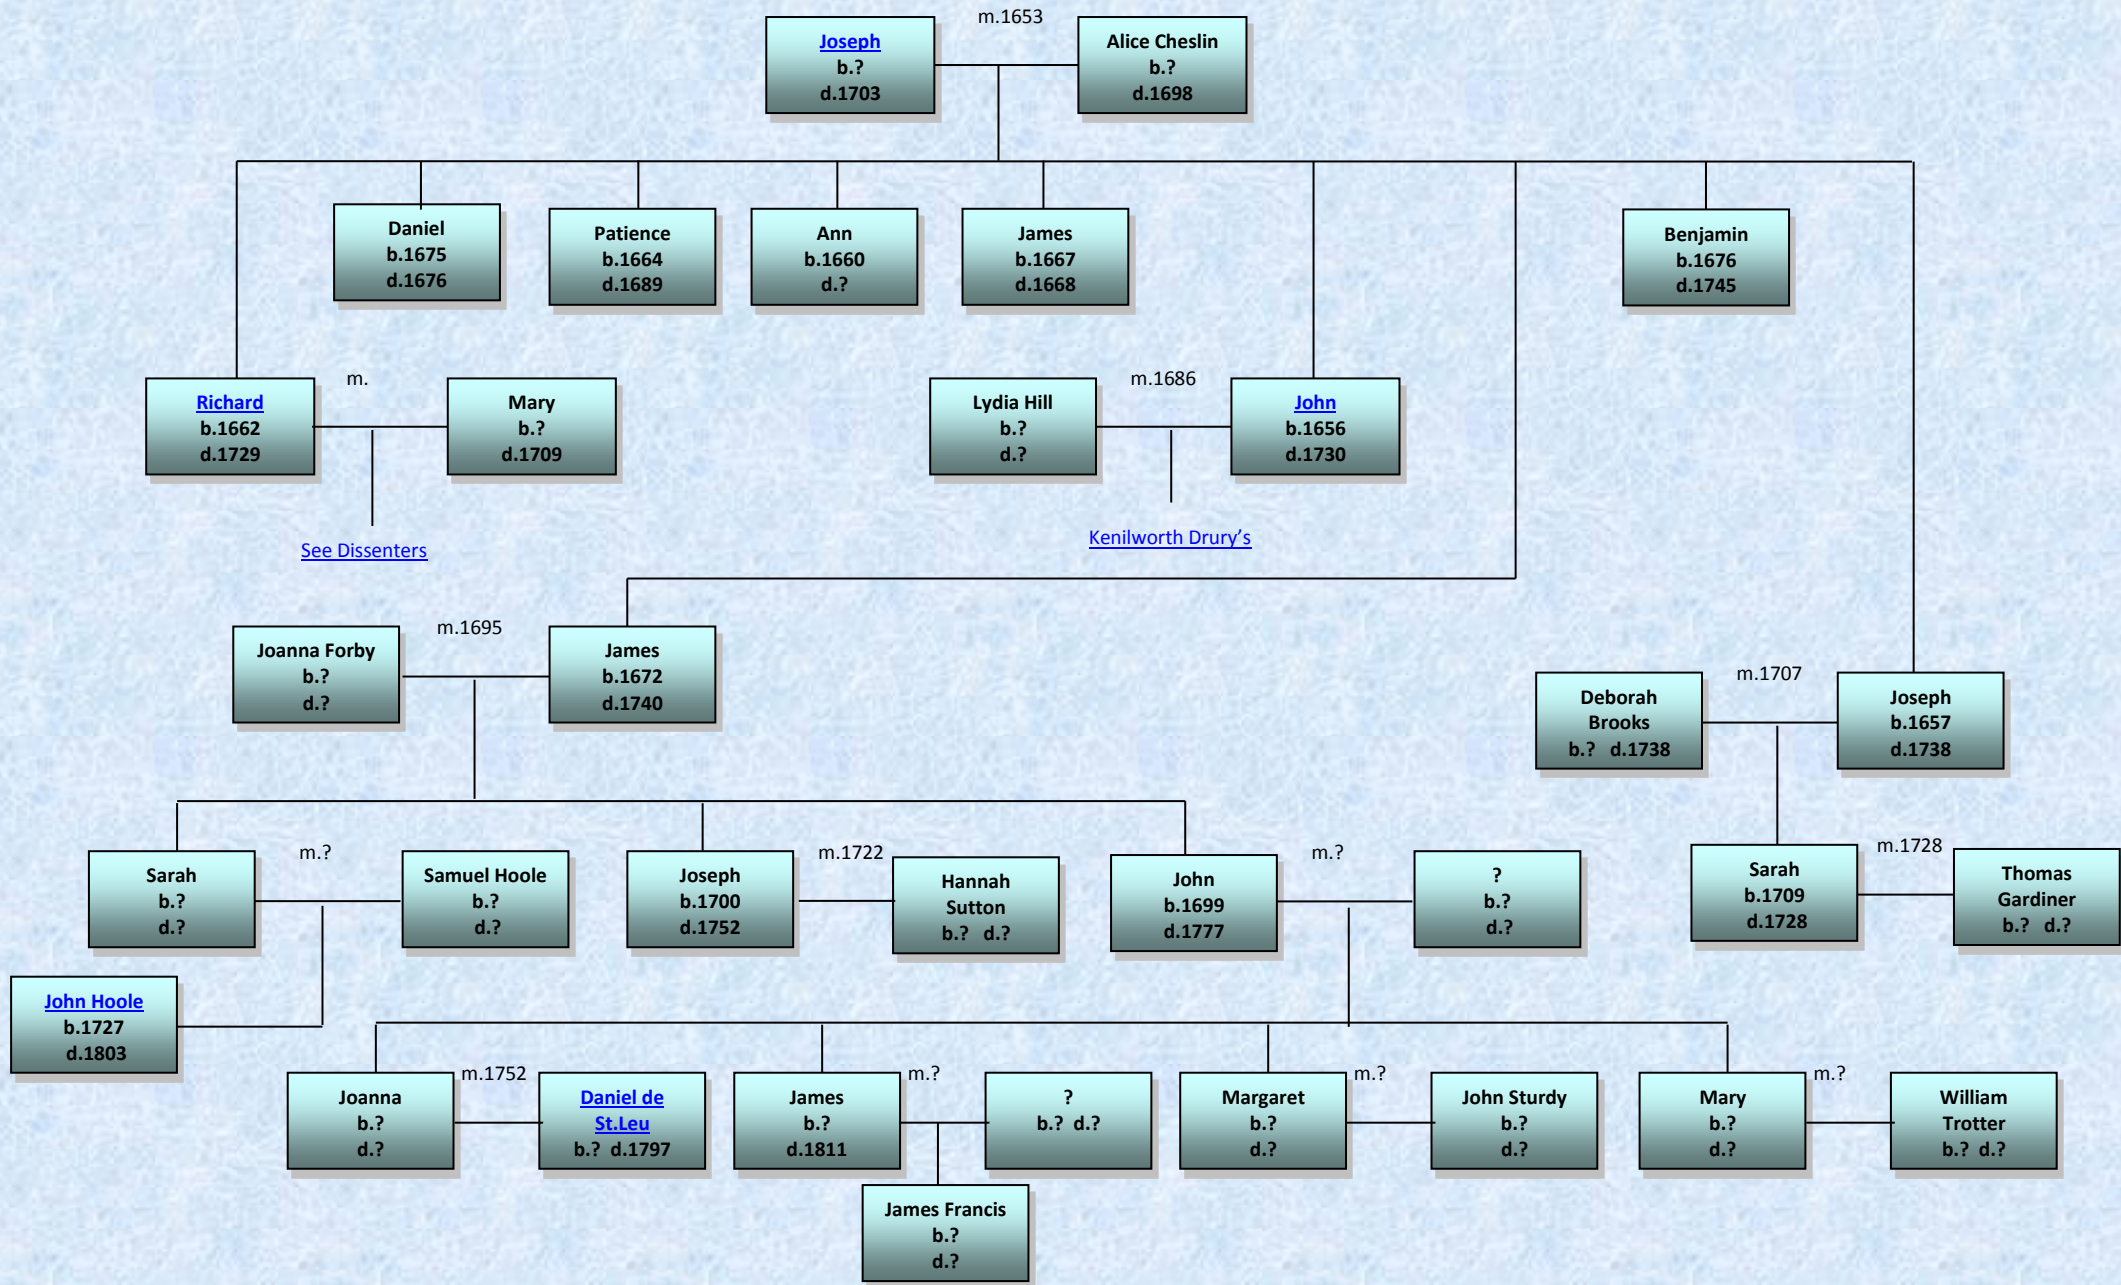 m.1653
Joseph
b.?
d.1703
Alice Cheslin
b.?
d.1698
Daniel
b.1675
d.1676
Patience
b.1664
d.1689
Ann
b.1660
d.?
James
b.1667
d.1668
Benjamin
b.1676
d.1745
Richard
b.1662
d.1729
m.
Mary
b.?
d.1709
Lydia Hill
b.?
d.?
m.1686
John
b.1656
d.1730
See Dissenters
Kenilworth Drury’s
Joanna Forby
b.?
d.?
m.1695
James
b.1672
d.1740
Deborah
Brooks
b.? d.1738
m.1707
Joseph
b.1657
d.1738
Sarah
b.?
d.?
m.?
Samuel Hoole
b.?
d.?
Joseph
b.1700
d.1752
m.1722
Hannah
Sutton
b.? d.?
John
b.1699
d.1777
m.?
?
b.?
d.?
Sarah
b.1709
d.1728
m.1728
Thomas
Gardiner
b.? d.?
John Hoole
b.1727
d.1803
Joanna
b.?
d.?
m.1752
Daniel de
St.Leu
b.? d.1797
James
b.?
d.1811
m.?
?
b.? d.?
Margaret
b.?
d.?
m.?
John Sturdy
b.?
d.?
Mary
b.?
d.?
m.?
William
Trotter
b.? d.?
James Francis
b.?
d.?